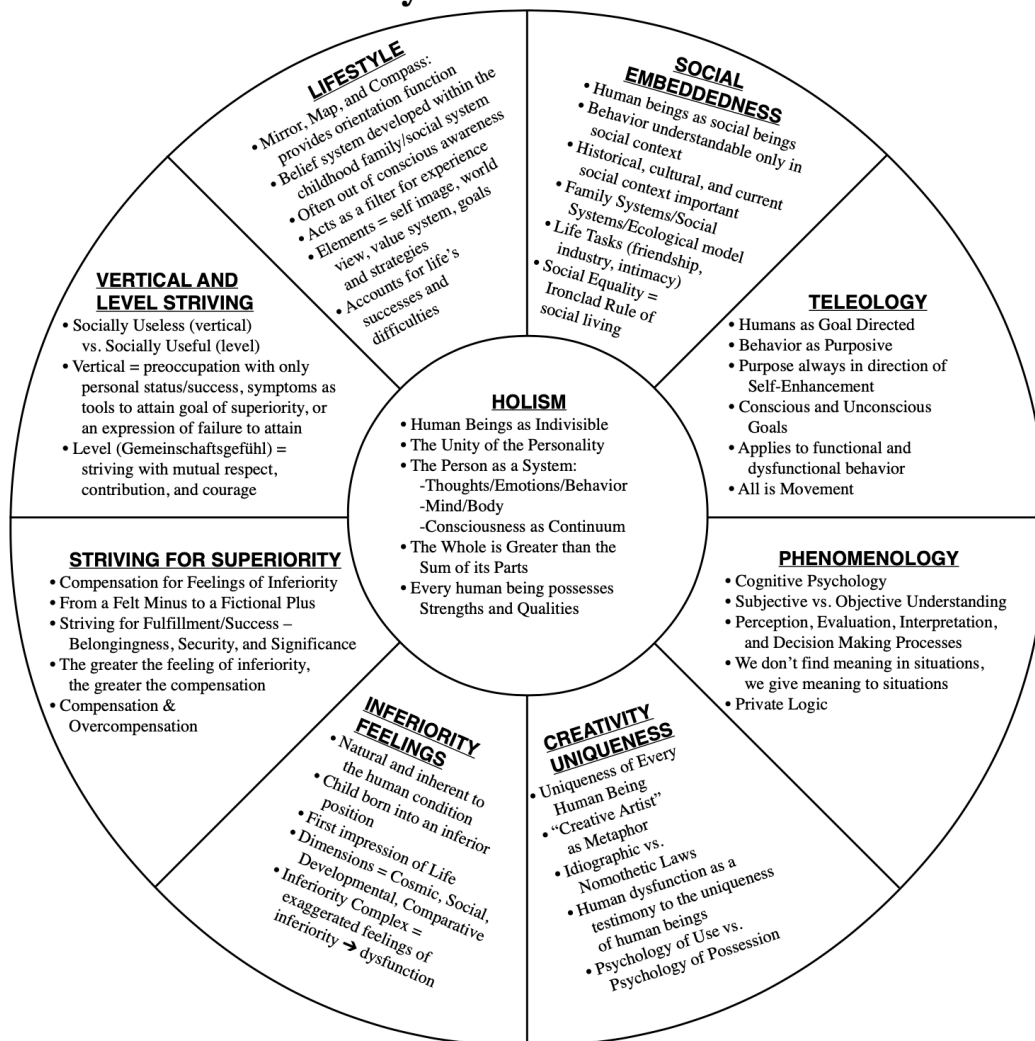 LIFESTYLE
• Mirror, Map, and Compass:
provides orientation function
• Belief system developed within the
childhood family/social system
• Often out of conscious awareness
• Acts as a filter for experience
• Elements = self image, world
view, value system, goals
and strategies
• Accounts for life’s
successes and
difficulties
SOCIAL
EMBEDDEDNESS
• Human beings as social beings
• Behavior understandable only in
social context
• Historical, cultural, and current
social context important
• Family Systems/Social
Systems/Ecological model
• Life Tasks (friendship,
industry, intimacy)
• Social Equality =
Ironclad Rule of
social living
TELEOLOGY
• Humans as Goal Directed
• Behavior as Purposive
• Purpose always in direction of
Self-Enhancement
• Conscious and Unconscious
Goals
• Applies to functional and
dysfunctional behavior
• All is Movement
PHENOMENOLOGY
• Cognitive Psychology
• Subjective vs. Objective Understanding
• Perception, Evaluation, Interpretation,
and Decision Making Processes
• We don’t find meaning in situations,
we give meaning to situations
• Private Logic
CREATIVITY
UNIQUENESS
• Uniqueness of Every
Human Being
• “Creative Artist”
as Metaphor
• Idiographic vs.
Nomothetic Laws
• Human dysfunction as a
testimony to the uniqueness
of human beings
• Psychology of Use vs.
Psychology of Possession
INFERIORITY
FEELINGS
• Natural and inherent to
the human condition
• Child born into an inferior
position
• First impression of Life
• Dimensions = Cosmic, Social,
Developmental, Comparative
• Inferiority Complex =
exaggerated feelings of
inferiority ➔ dysfunction
STRIVING FOR SUPERIORITY
• Compensation for Feelings of Inferiority
• From a Felt Minus to a Fictional Plus
• Striving for Fulfillment/Success –
Belongingness, Security, and Significance
• The greater the feeling of inferiority,
the greater the compensation
• Compensation &
Overcompensation
VERTICAL AND
LEVEL STRIVING
• Socially Useless (vertical)
vs. Socially Useful (level)
• Vertical = preoccupation with only
personal status/success, symptoms as
tools to attain goal of superiority, or
an expression of failure to attain
• Level (Gemeinschaftsgefühl) =
striving with mutual respect,
contribution, and courage
HOLISM
• Human Beings as Indivisible
• The Unity of the Personality
• The Person as a System:
-Thoughts/Emotions/Behavior
-Mind/Body
-Consciousness as Continuum
• The Whole is Greater than the
Sum of its Parts
• Every human being possesses
Strengths and Qualities